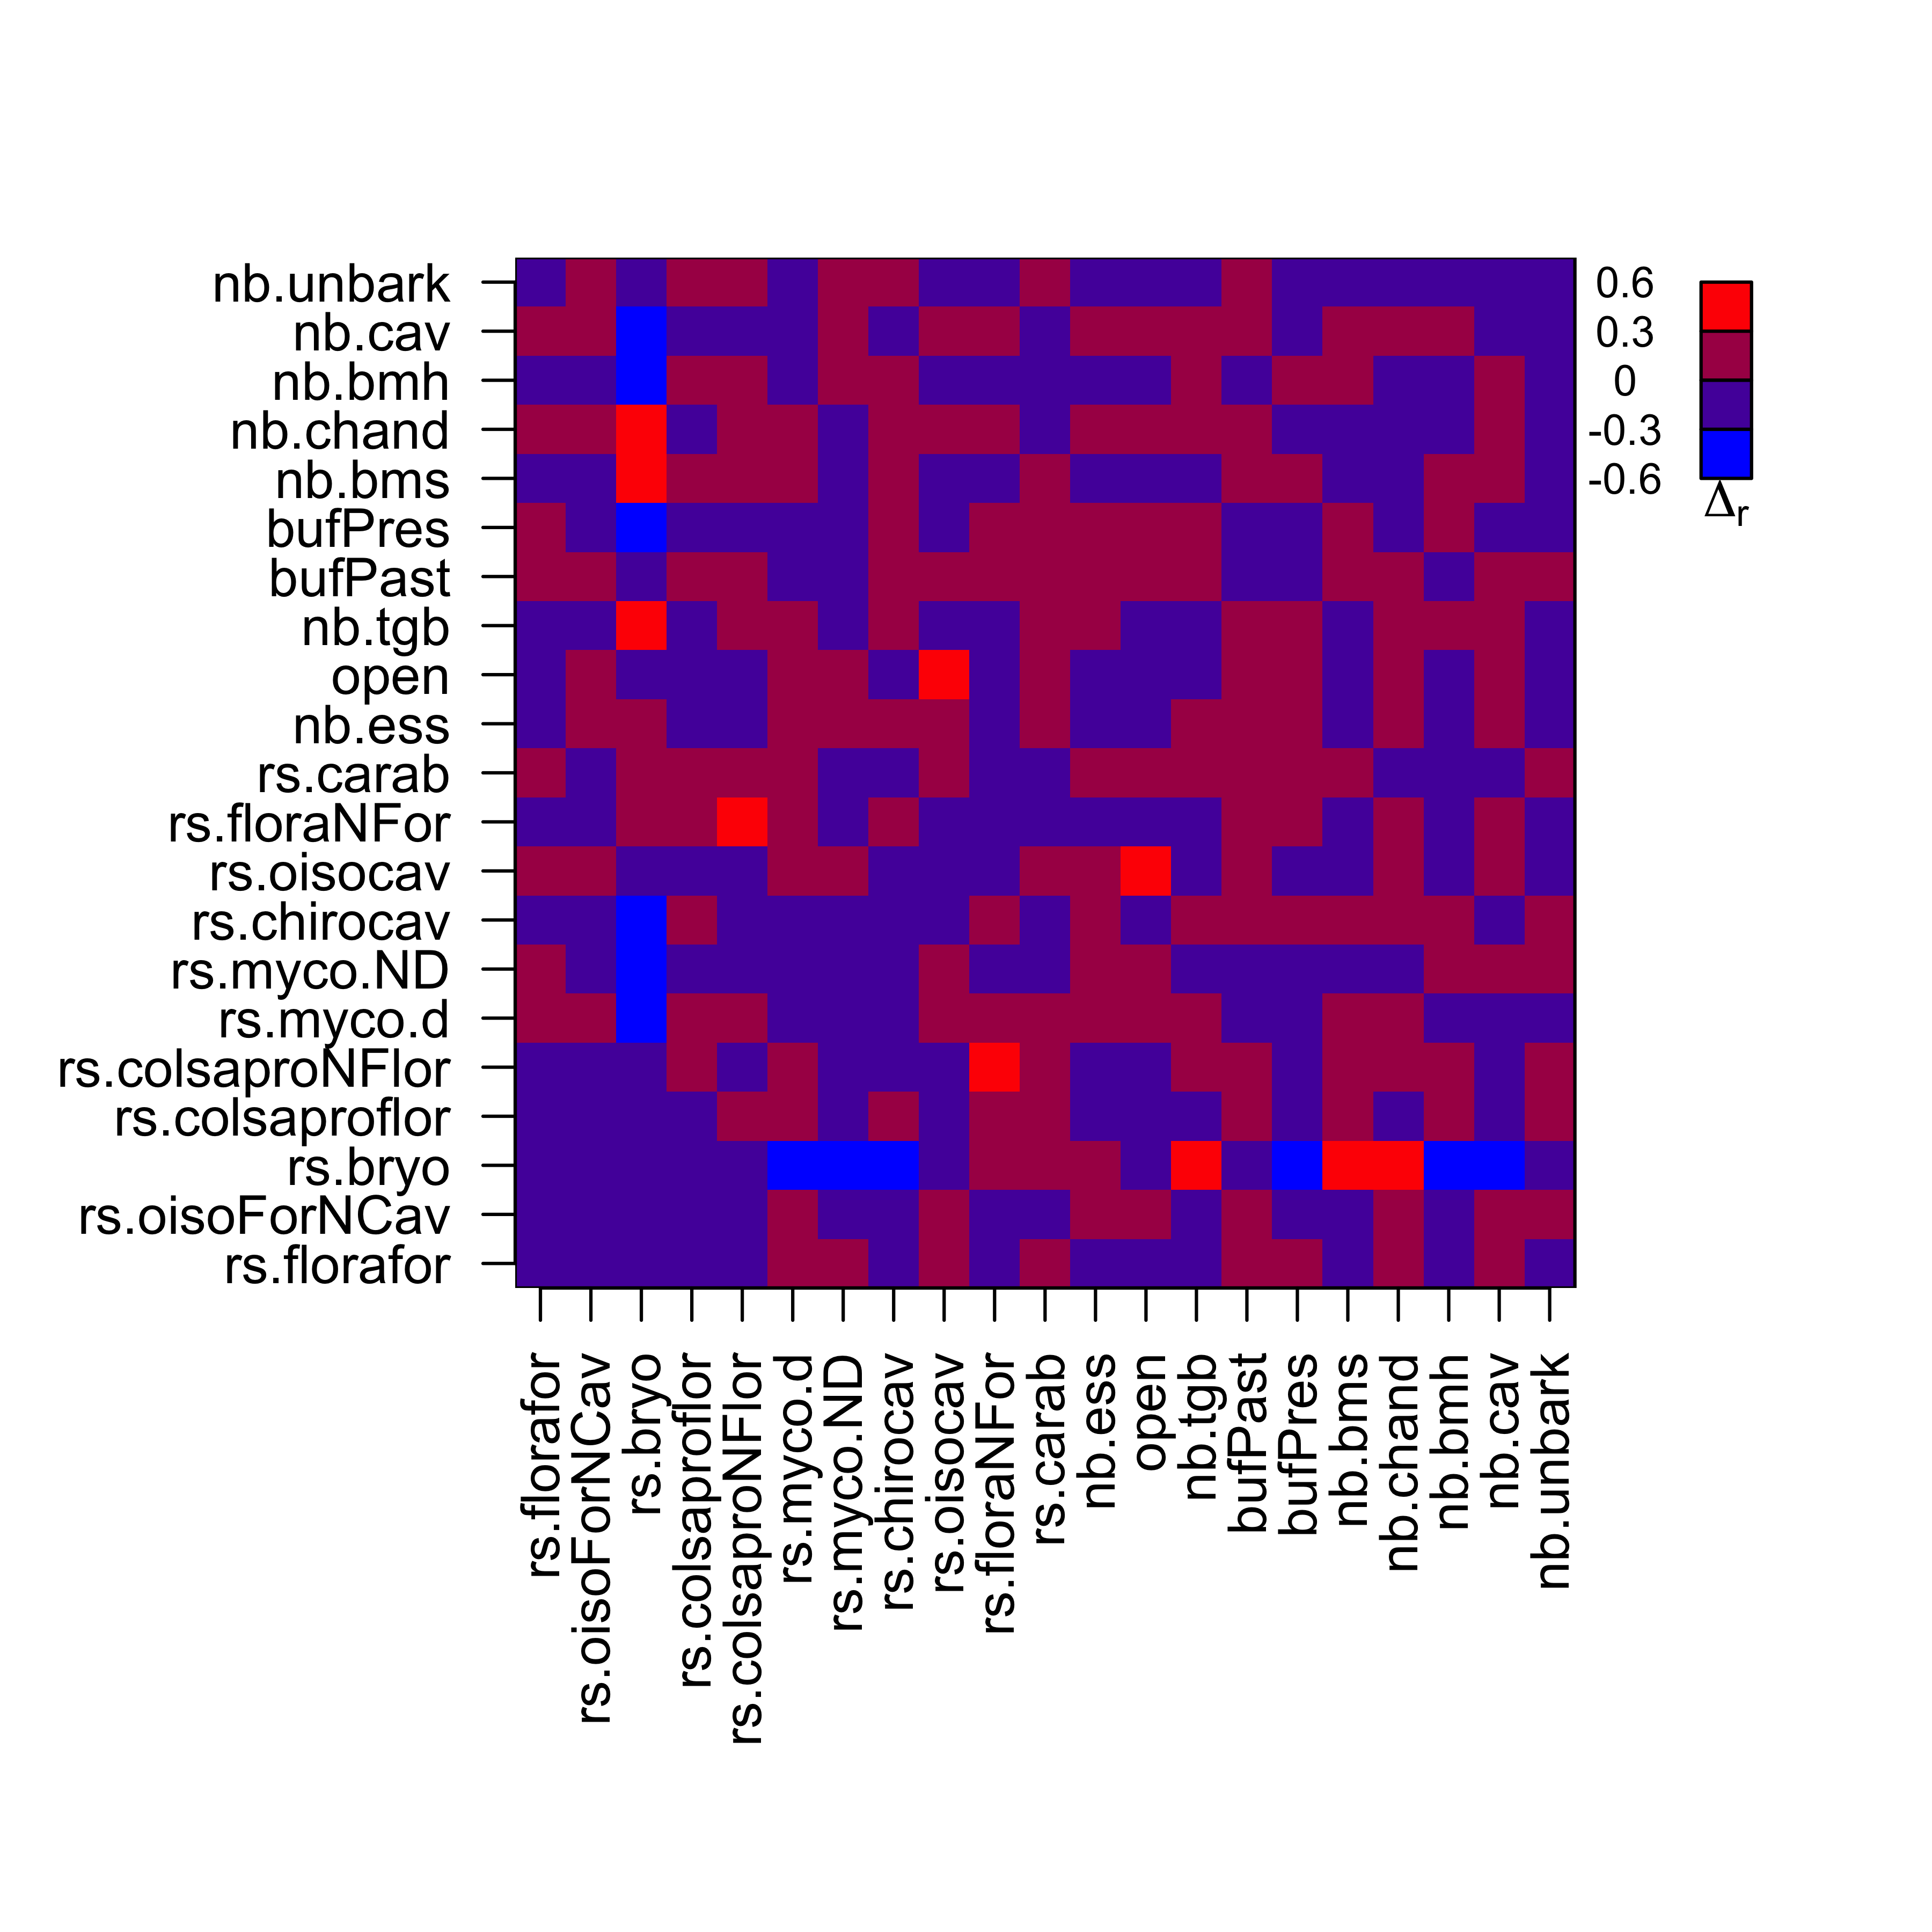 nb.unbark
nb.cav
nb.bmh
nb.chand
nb.bms
bufPres
bufPast
nb.tgb
open
nb.ess
rs.carab
rs.floraNFor
rs.oisocav
rs.chirocav
rs.myco.ND
rs.myco.d
rs.colsaproNFlor
rs.colsaproflor
rs.bryo
rs.oisoForNCav
rs.florafor
0.6
0.3
0
-0.3
-0.6
Δr
rs.florafor
rs.oisoForNCav
rs.bryo
rs.colsaproflor
rs.colsaproNFlor
rs.myco.d
rs.myco.ND
rs.chirocav
rs.oisocav
rs.floraNFor
rs.carab
nb.ess
open
nb.tgb
bufPast
bufPres
nb.bms
nb.chand
nb.bmh
nb.cav
nb.unbark